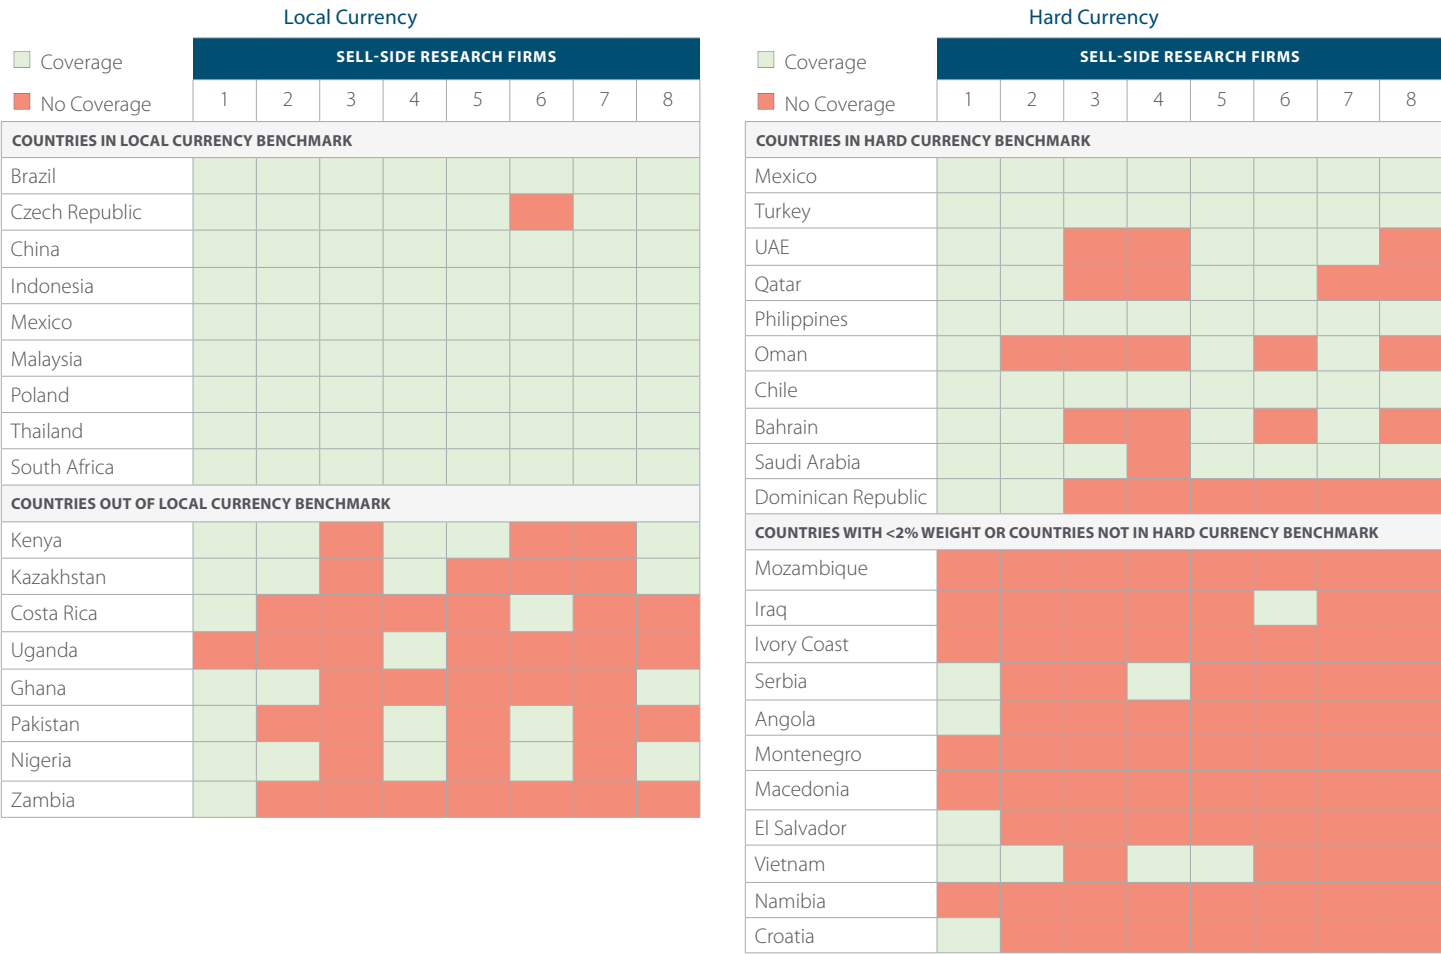 Local Currency
Coverage
No Coverage
SELL-SIDE RESEARCH FIRMS
1 2 3 4 5 6 7 8
COUNTRIES IN LOCAL CURRENCY BENCHMARK
Brazil
Czech Republic
China
Indonesia
Mexico
Malaysia
Poland
Thailand
South Africa
COUNTRIES OUT OF LOCAL CURRENCY BENCHMARK
Kenya
Kazakhstan
Costa Rica
Uganda
Ghana
Pakistan
Nigeria
Zambia
Hard Currency
Coverage
No Coverage
SELL-SIDE RESEARCH FIRMS
1 2 3 4 5 6 7 8
COUNTRIES IN HARD CURRENCY BENCHMARK
Mexico
Turkey
UAE
Qatar
Philippines
Oman
Chile
Bahrain
Saudi Arabia
Dominican Republic
COUNTRIES WITH <2% WEIGHT OR COUNTRIES NOT IN HARD CURRENCY BENCHMARK
Mozambique
Iraq
Ivory Coast
Serbia
Angola
Montenegro
Macedonia
El Salvador
Vietnam
Namibia
Croatia